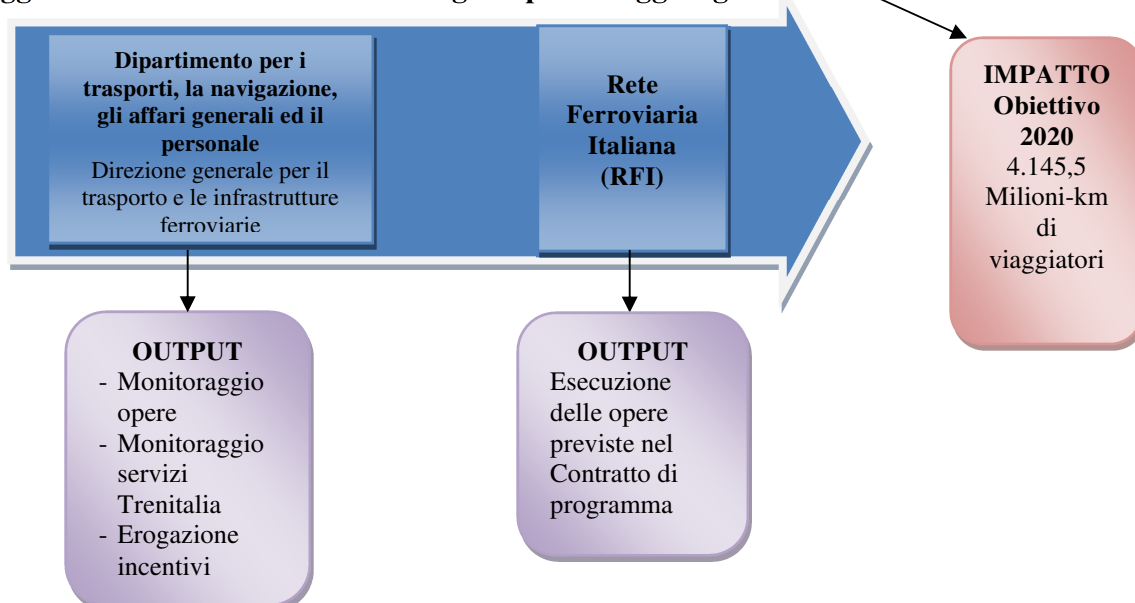 Dipartimento per i
trasporti, la navigazione,
gli affari generali ed il
personale
Direzione generale per il
trasporto e le infrastrutture
ferroviarie
Rete
Ferroviaria
Italiana
(RFI)
IMPATTO
Obiettivo
2020
4.145,5
Milioni-km
di
viaggiatori
OUTPUT
- Monitoraggio
opere
- Monitoraggio
servizi
Trenitalia
- Erogazione
incentivi
OUTPUT
Esecuzione
delle opere
previste nel
Contratto di
programma